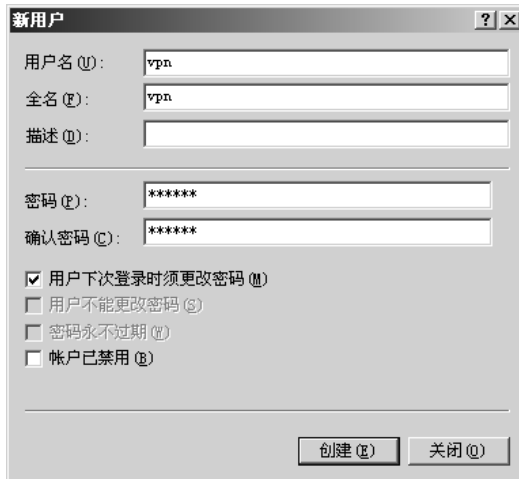 新用户
用户名(U): vpn
全名(F): vpn
描述(D):
密码(P): ******
确认密码(C): ******
用户下次登录时须更改密码(M)
用户不能更改密码(S)
密码永不过期(W)
帐户已禁用(B)
创建(E) 关闭(O)